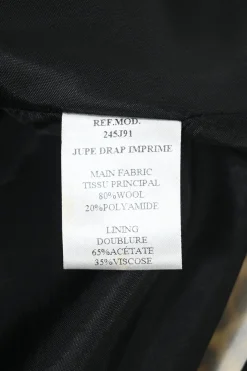 REF.MOD.
245J91
JUPE DRAP IMPRIME
MAIN FABRIC
TISSU PRINCIPAL
80%WOOL
20%POLYAMIDE
LINING
DOUBLURE
65%ACÉTATE
35%VISCOSE